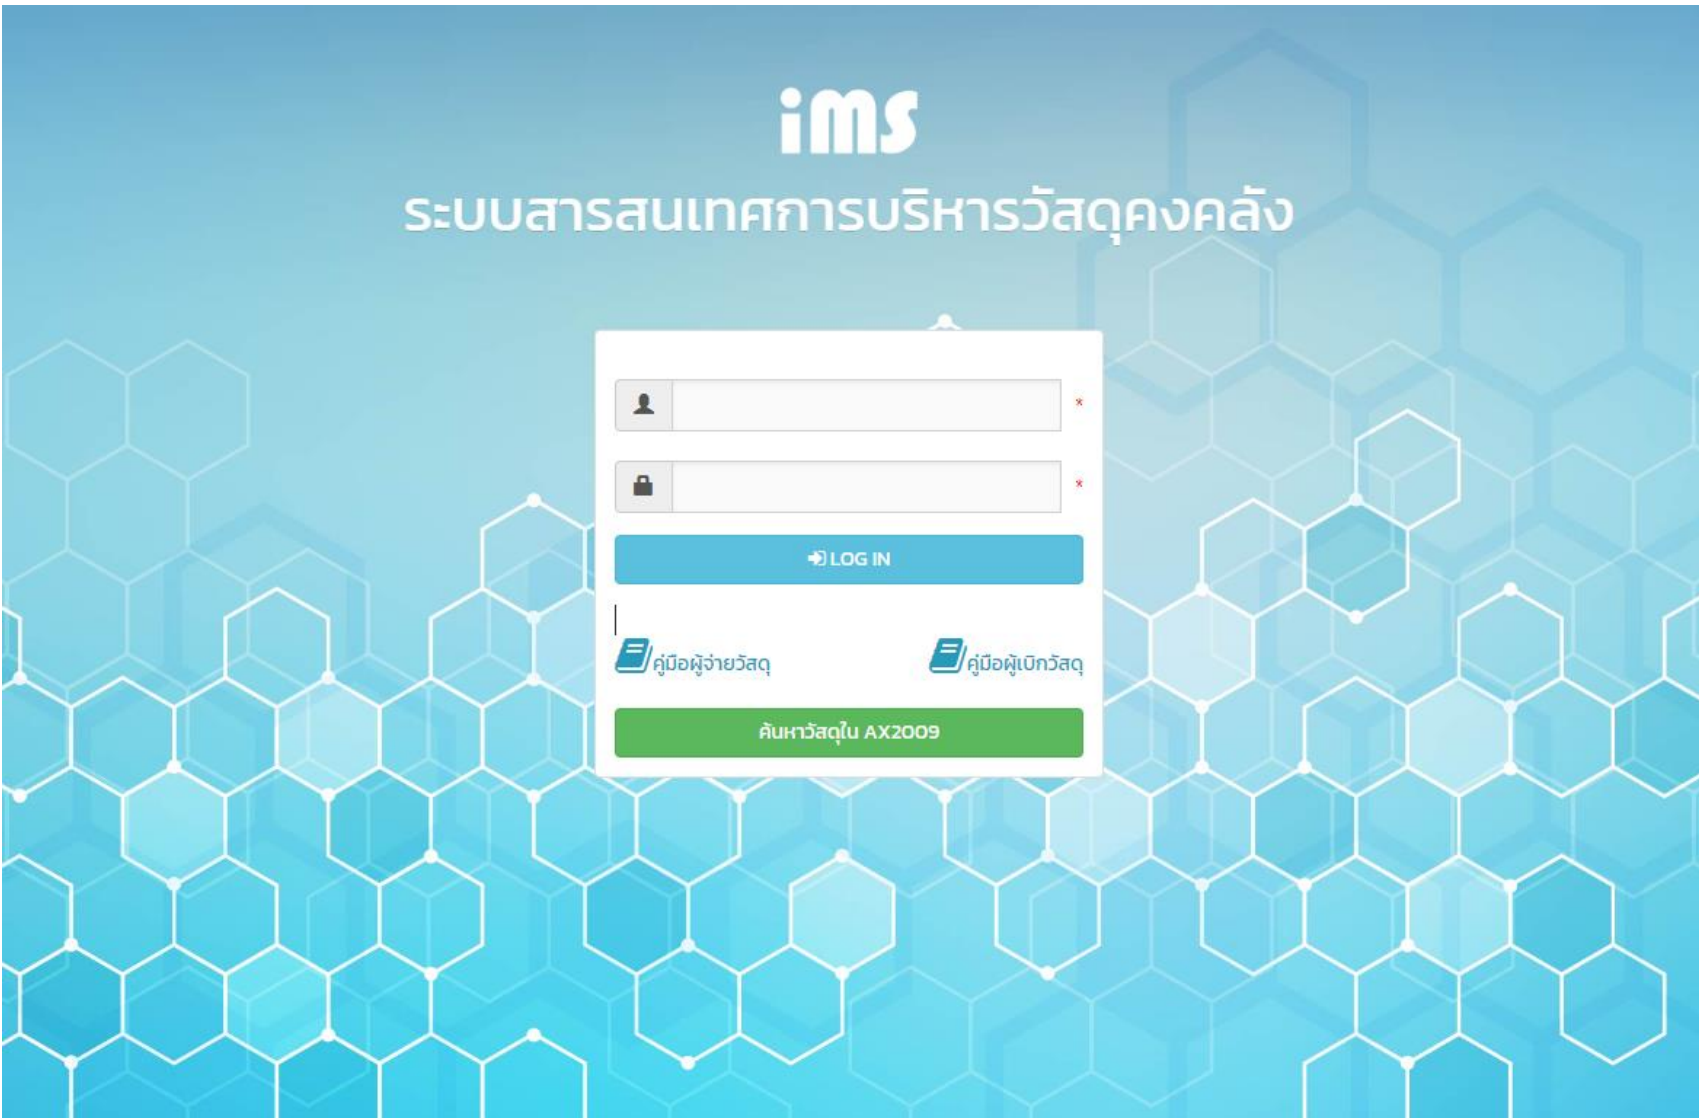 ims
ระบบสารสนเทศการบริหารวัสดุคงคลัง
*
*
LOG IN
คู่มือผู้จ่ายวัสดุ
คู่มือผู้เบิกวัสดุ
ค้นหาวัสดุใน AX2009